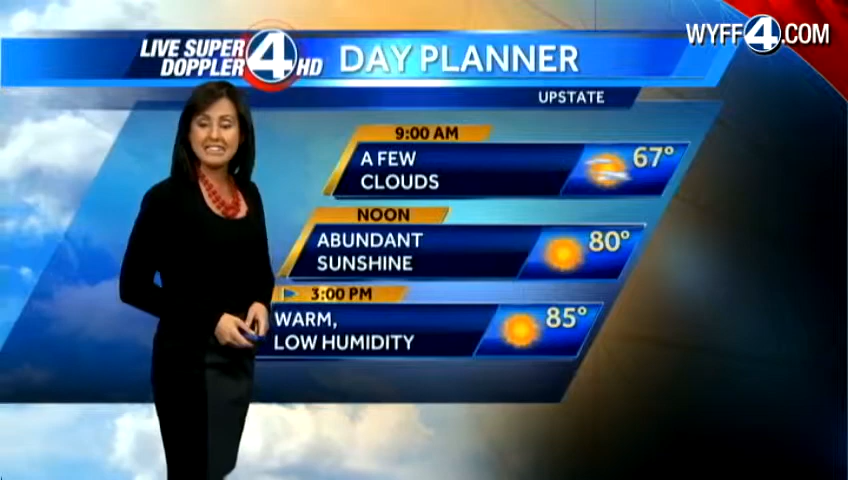 WYFF4.COM
LIVE SUPER
DOPPLER 4 HD
DAY PLANNER
UPSTATE
9:00 AM
A FEW
CLOUDS
67°
NOON
ABUNDANT
SUNSHINE
80°
3:00 PM
WARM,
LOW HUMIDITY
85°